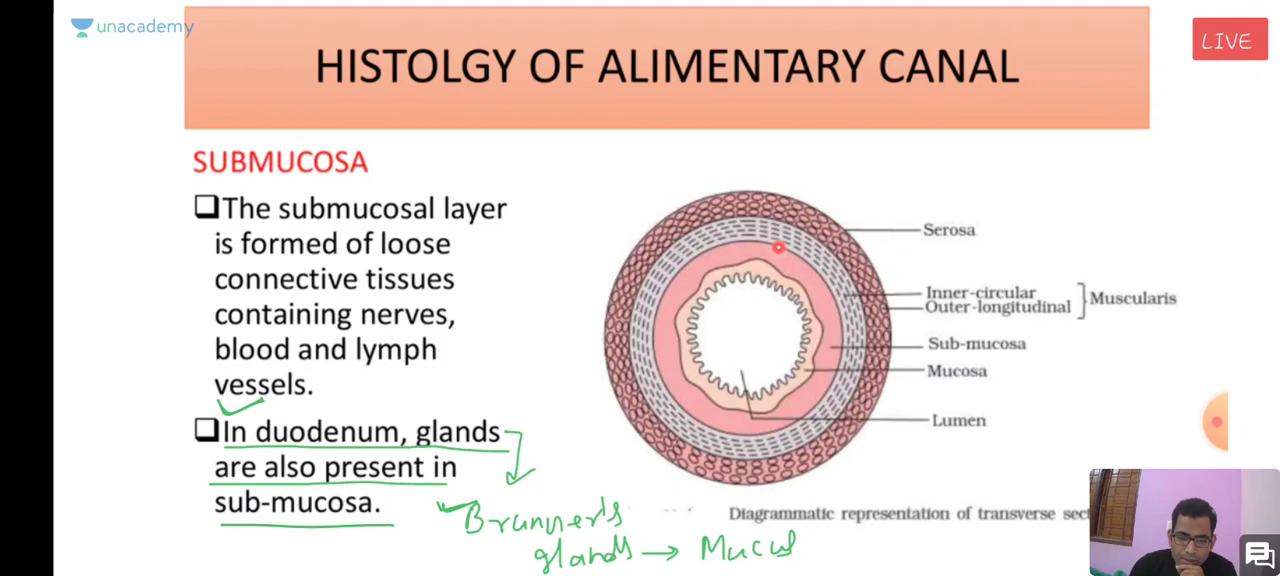 unacademy
LIVE
HISTOLGY OF ALIMENTARY CANAL
SUBMUCOSA
The submucosal layer
is formed of loose
connective tissues
containing nerves,
blood and lymph
vessels.
In duodenum, glands
are also present in
sub-mucosa.
Brunner's
glands → Mucus
Serosa
Inner-circular
Outer-longitudinal
Muscularis
Sub-mucosa
Mucosa
Lumen
Diagrammatic representation of transverse sect